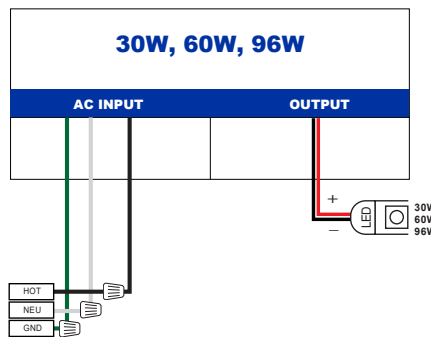 30W, 60W, 96W
AC INPUT
OUTPUT
+
LED
−
30W
60W
96W
HOT
NEU
GND